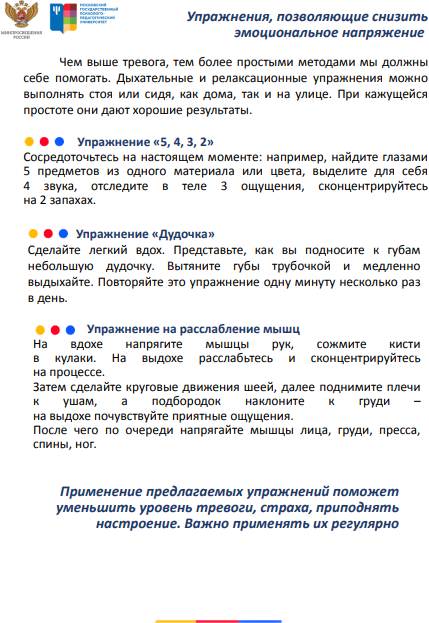 МИНПРОСВЕЩЕНИЯ
РОССИИ
МОСКОВСКИЙ
ГОСУДАРСТВЕННЫЙ
ПСИХОЛОГО-
ПЕДАГОГИЧЕСКИЙ
УНИВЕРСИТЕТ
Упражнения, позволяющие снизить
эмоциональное напряжение
Чем выше тревога, тем более простыми методами мы должны
себе помогать. Дыхательные и релаксационные упражнения можно
выполнять стоя или сидя, как дома, так и на улице. При кажущейся
простоте они дают хорошие результаты.
Упражнение «5, 4, 3, 2»
Сосредоточьтесь на настоящем моменте: например, найдите глазами
5 предметов из одного материала или цвета, выделите для себя
4 звука, отследите в теле 3 ощущения, сконцентрируйтесь
на 2 запахах.
Упражнение «Дудочка»
Сделайте легкий вдох. Представьте, как вы подносите к губам
небольшую дудочку. Вытяните губы трубочкой и медленно
выдыхайте. Повторяйте это упражнение одну минуту несколько раз
в день.
Упражнение на расслабление мышц
На вдохе напрягите мышцы рук, сожмите кисти
в кулаки. На выдохе расслабьтесь и сконцентрируйтесь
на процессе.
Затем сделайте круговые движения шеей, далее поднимите плечи
к ушам, а подбородок наклоните к груди –
на выдохе почувствуйте приятные ощущения.
После чего по очереди напрягайте мышцы лица, груди, пресса,
спины, ног.
Применение предлагаемых упражнений поможет
уменьшить уровень тревоги, страха, приподнять
настроение. Важно применять их регулярно